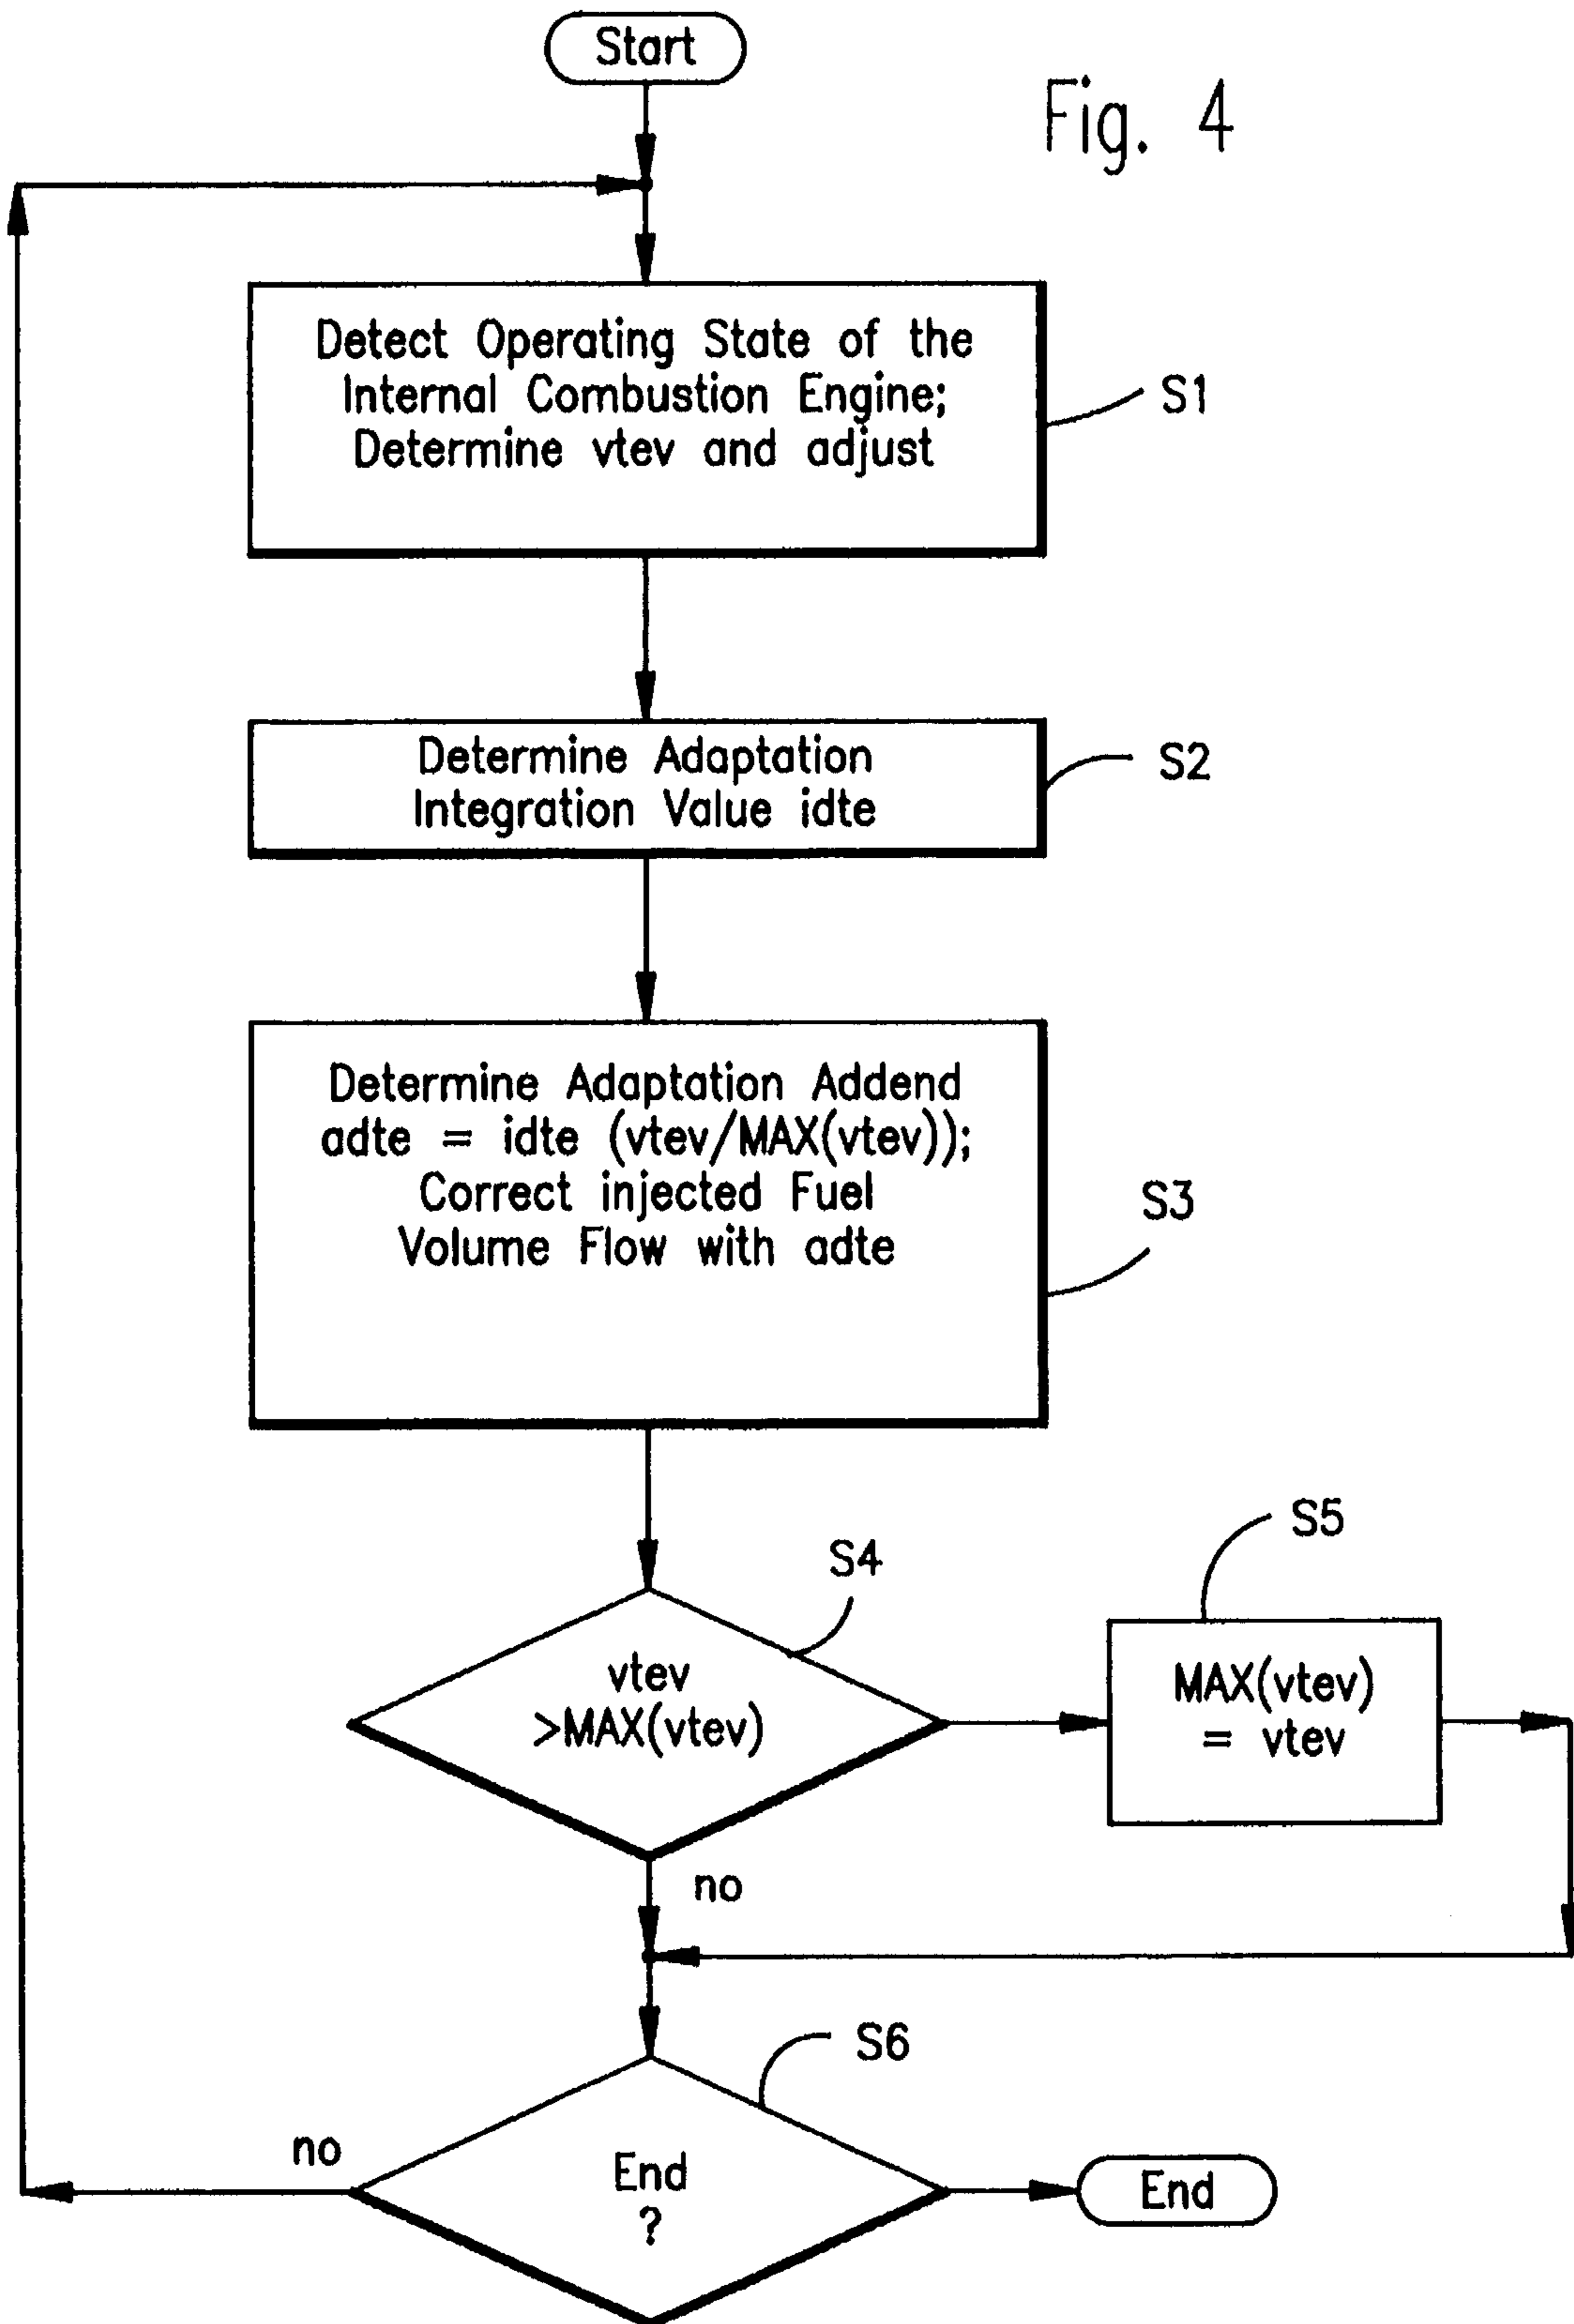 Start
Fig. 4
Detect Operating State of the
Internal Combustion Engine;
Determine vtev and adjust
S1
Determine Adaptation
Integration Value idte
S2
Determine Adaptation Addend
adte = idte (vtev/MAX(vtev));
Correct injected Fuel
Volume Flow with adte
S3
S4
S5
vtev
>MAX(vtev)
MAX(vtev)
= vtev
no
S6
no
End
?
End